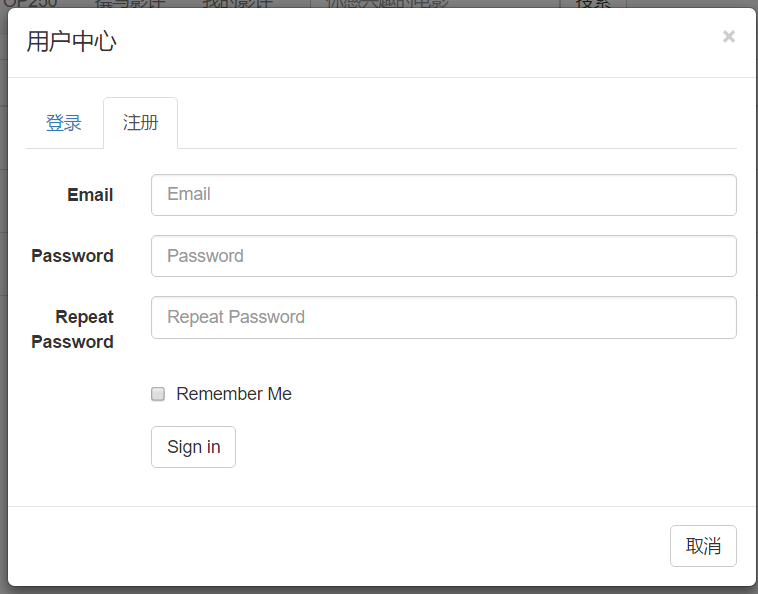 用户中心
×
登录 注册
Email Email
Password Password
Repeat Password Repeat Password
Remember Me
Sign in
取消